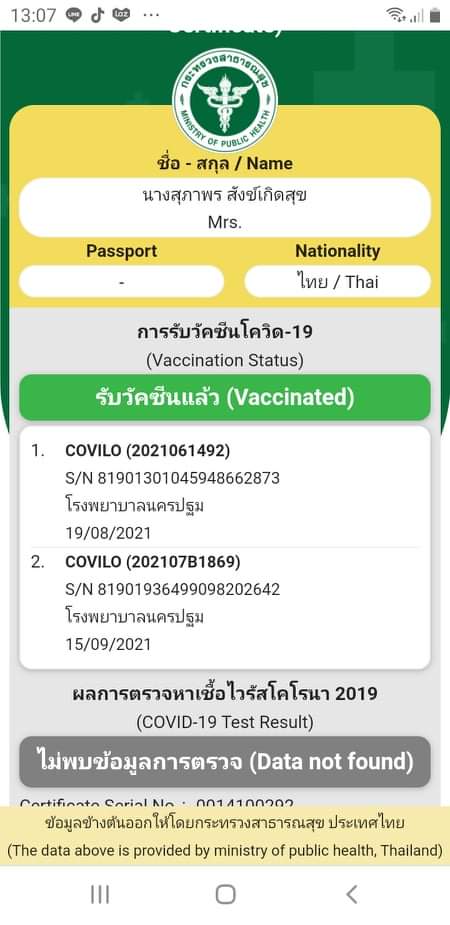 13:07
Certificate)
กระทรวงสาธารณสุข
MINISTRY OF PUBLIC HEALTH
ชื่อ - สกุล / Name
นางสุภาพร สังข์เกิดสุข
Mrs.
Passport Nationality
- ไทย / Thai
การรับวัคซีนโควิด-19
(Vaccination Status)
รับวัคซีนแล้ว (Vaccinated)
1. COVILO (2021061492)
S/N 81901301045948662873
โรงพยาบาลนครปฐม
19/08/2021
2. COVILO (202107B1869)
S/N 81901936499098202642
โรงพยาบาลนครปฐม
15/09/2021
ผลการตรวจหาเชื้อไวรัสโคโรนา 2019
(COVID-19 Test Result)
ไม่พบข้อมูลการตรวจ (Data not found)
Certificate Serial No : 0014100292
ข้อมูลข้างต้นออกให้โดยกระทรวงสาธารณสุข ประเทศไทย
(The data above is provided by ministry of public health, Thailand)